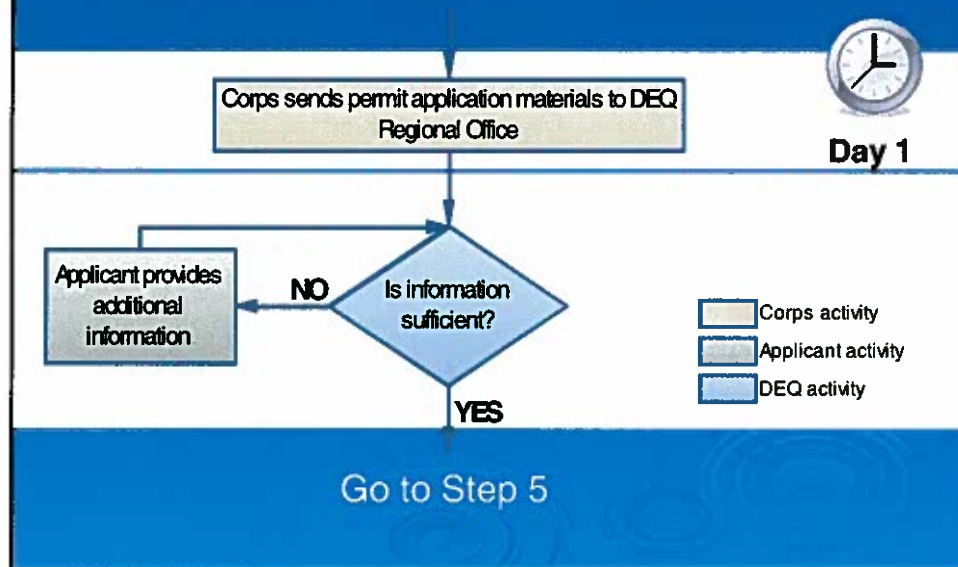 Corps sends permit application materials to DEQ
Regional Office
Day 1
Applicant provides
additional
information
NO
Is information
sufficient?
Corps activity
Applicant activity
DEQ activity
YES
Go to Step 5